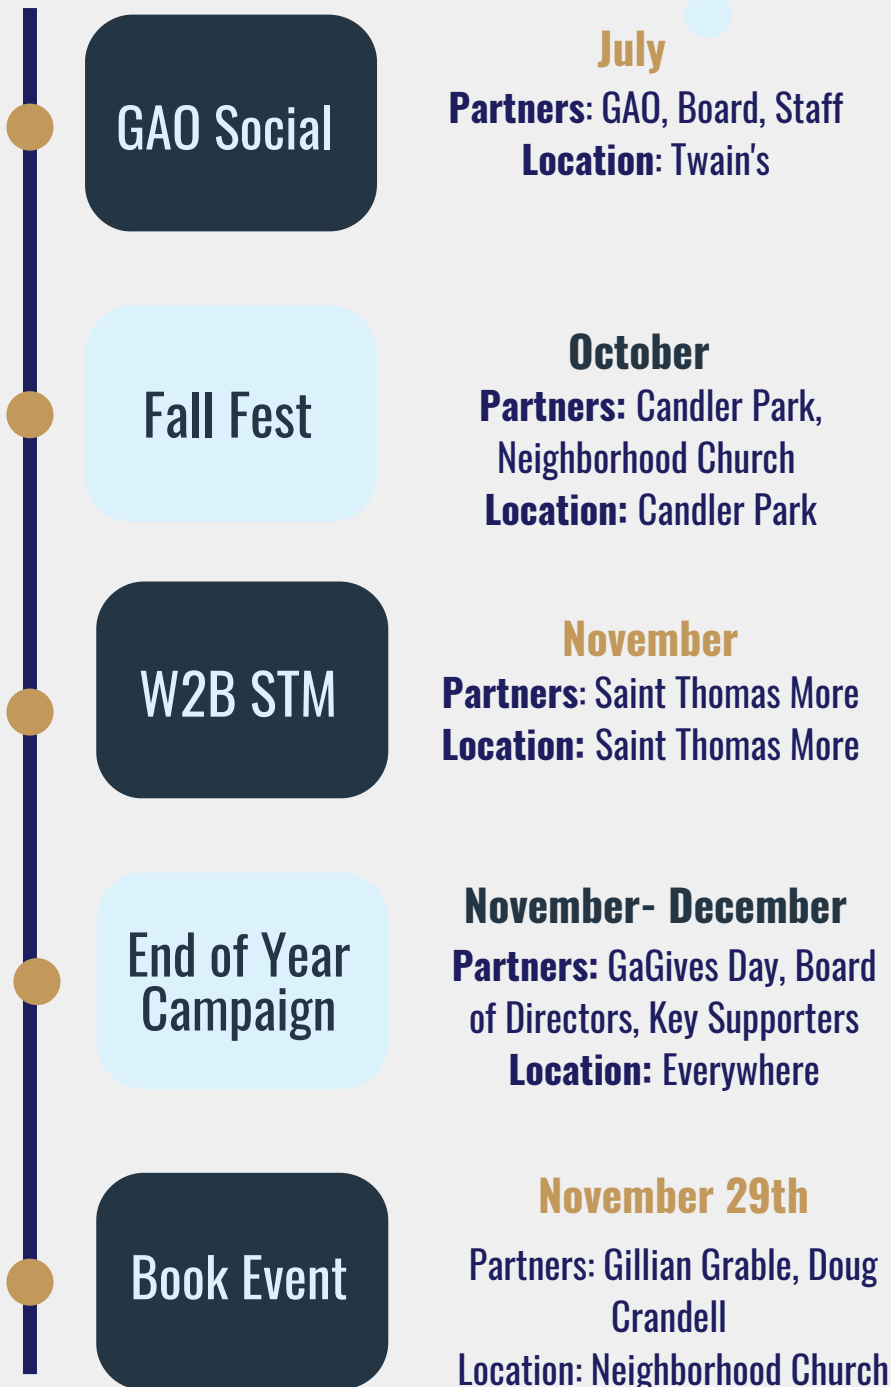 GAO Social
July
Partners: GAO, Board, Staff
Location: Twain's
Fall Fest
October
Partners: Candler Park,
Neighborhood Church
Location: Candler Park
W2B STM
November
Partners: Saint Thomas More
Location: Saint Thomas More
End of Year
Campaign
November- December
Partners: GaGives Day, Board
of Directors, Key Supporters
Location: Everywhere
Book Event
November 29th
Partners: Gillian Grable, Doug
Crandell
Location: Neighborhood Church